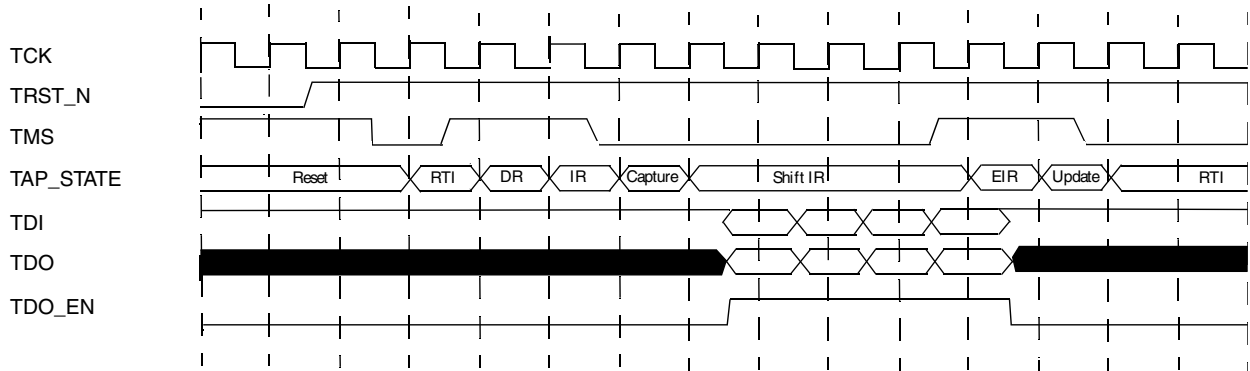 TCK
TRST_N
TMS
TAP_STATE Reset RTI DR IR Capture Shift IR EIR Update RTI
TDI
TDO
TDO_EN